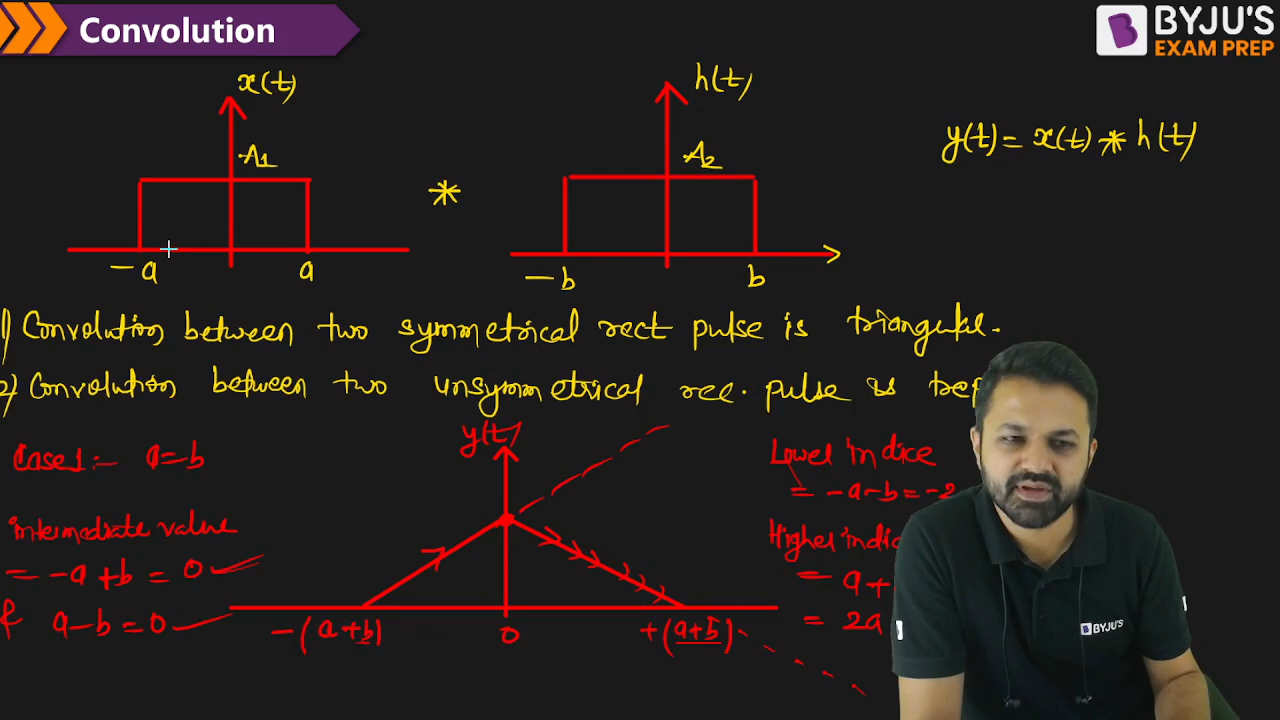 Convolution
BYJU'S
EXAM PREP
x(t)
A1
-a
a
*
h(t)
A2
-b
b
y(t) = x(t) * h(t)
1) Convolution between two symmetrical rect pulse is triangular.
2) Convolution between two unsymmetrical rec. pulse is
Case 1:- a=b
intermediate value
= -a+b = 0
& a-b = 0
y(t)
-(a+b)
0
+(a+b)
Lower indice
= -a-b = -2
Higher
= a+
= 2a
BYJU'S